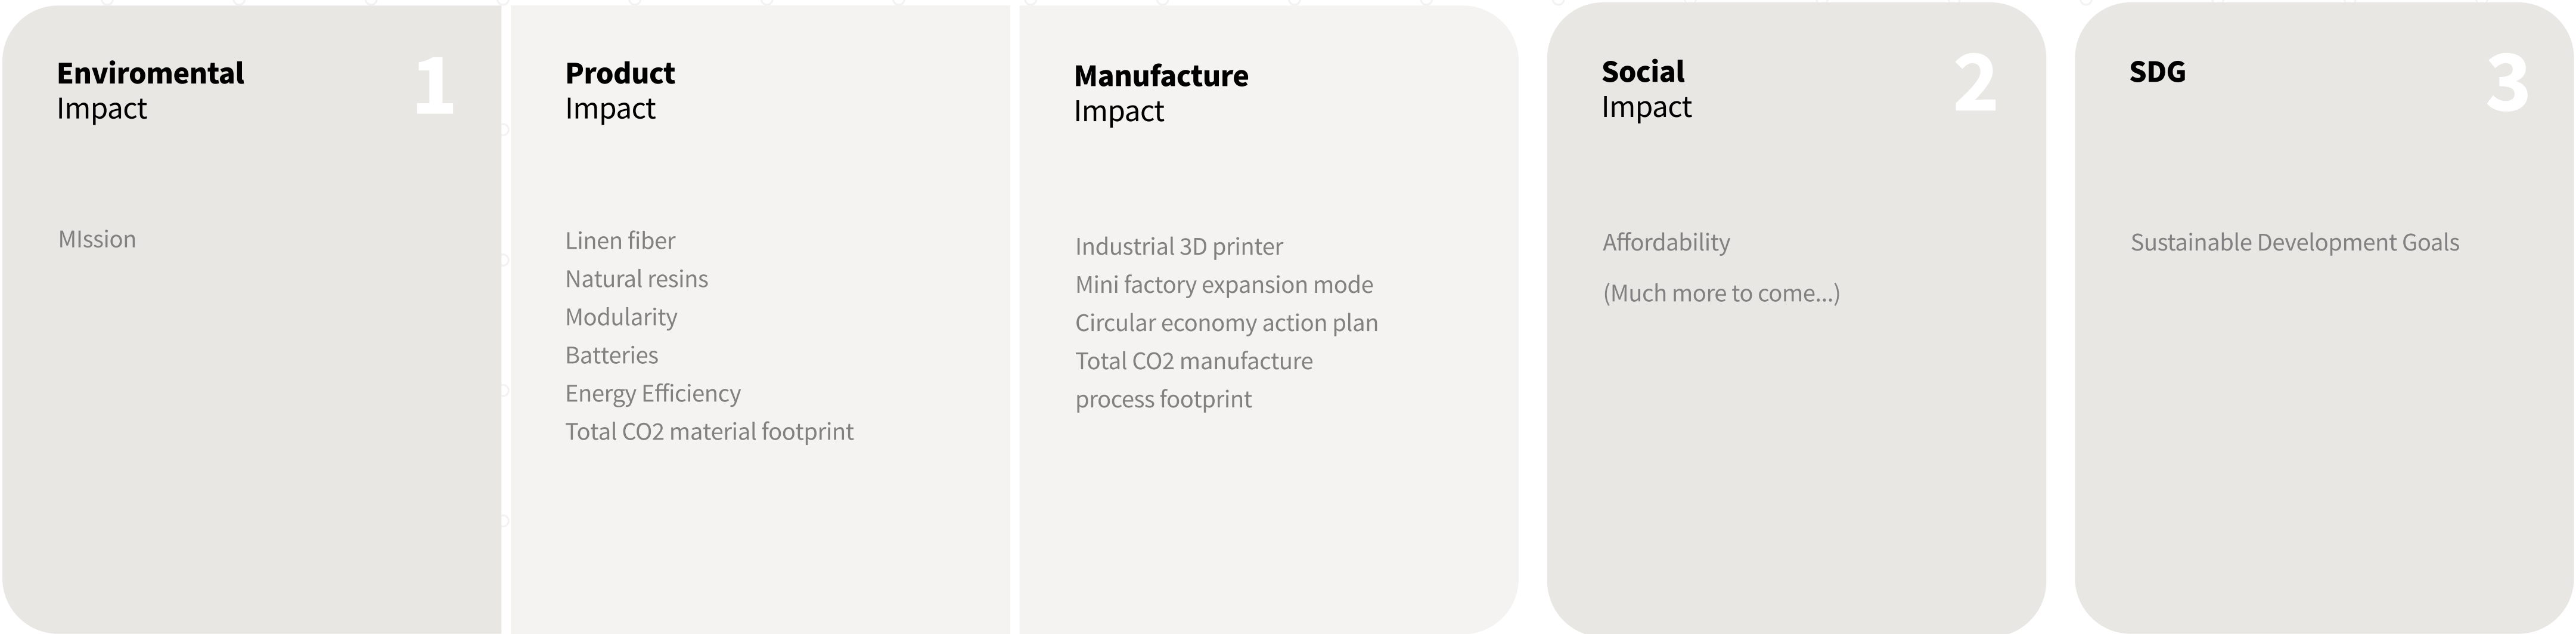 Enviromental
Impact
1
MIssion
Product
Impact
Linen fiber
Natural resins
Modularity
Batteries
Energy Efficiency
Total CO2 material footprint
Manufacture
Impact
Industrial 3D printer
Mini factory expansion mode
Circular economy action plan
Total CO2 manufacture
process footprint
Social
Impact
2
Affordability
(Much more to come...)
SDG
3
Sustainable Development Goals